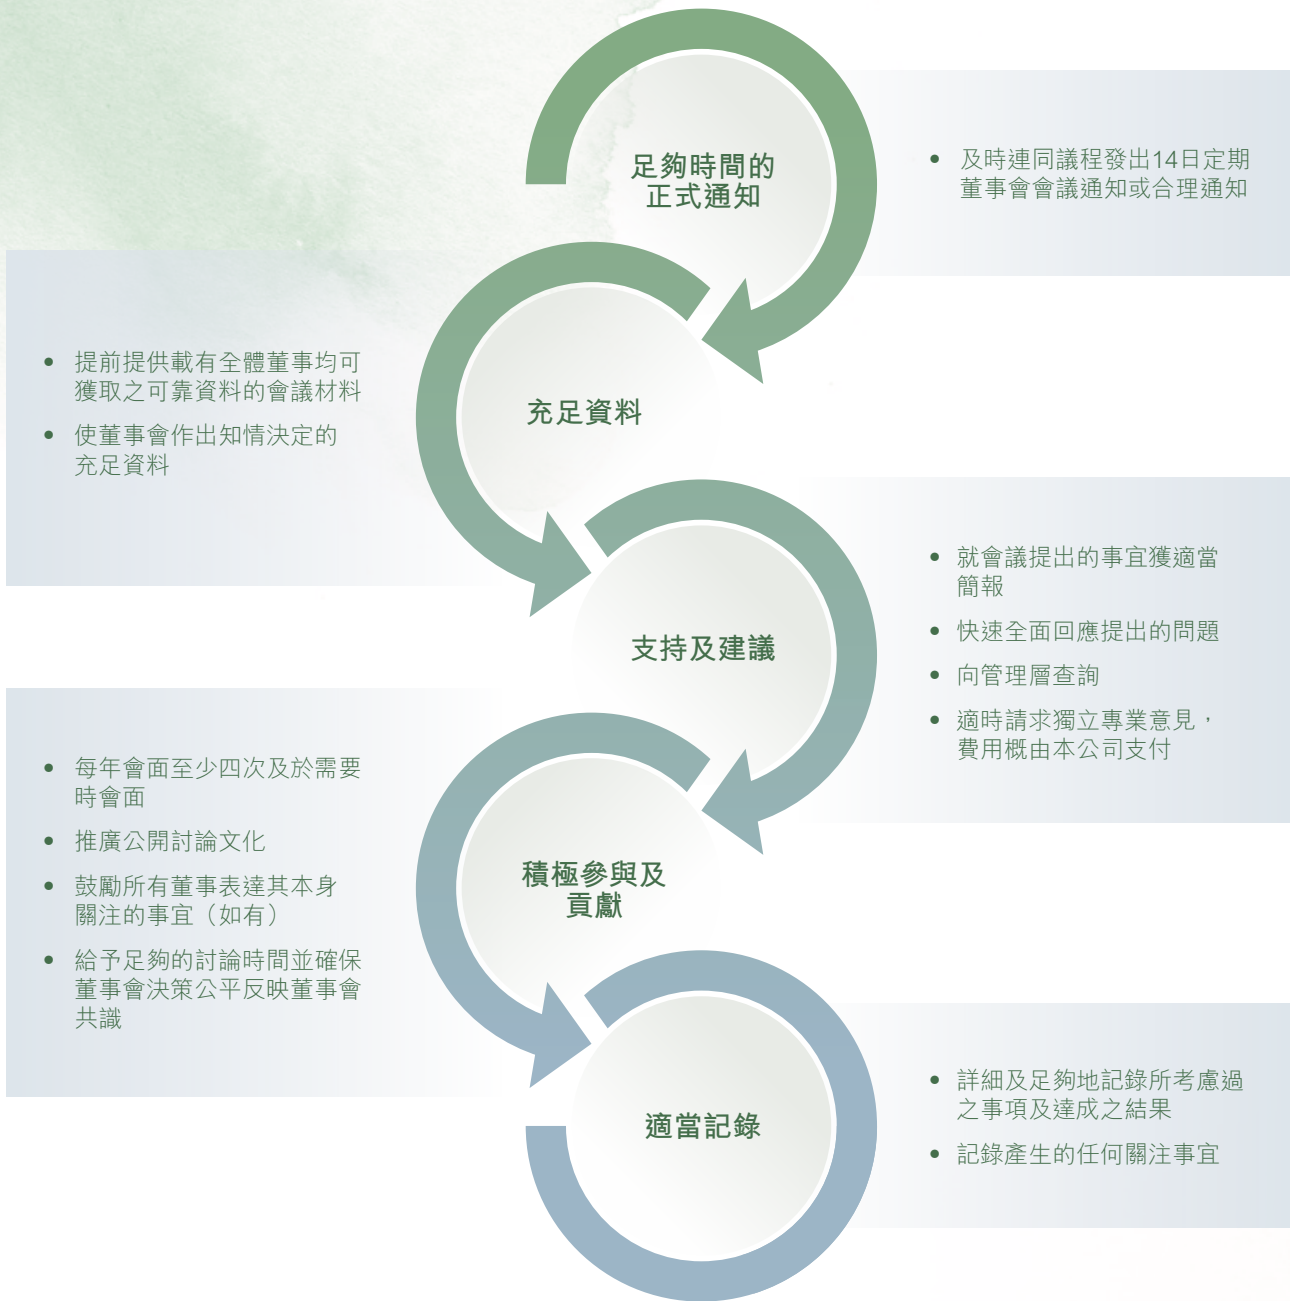 足夠時間的
正式通知
• 及時連同議程發出14日定期
董事會會議通知或合理通知
充足資料
• 提前提供載有全體董事均可
獲取之可靠資料的會議材料
• 使董事會作出知情決定的
充足資料
支持及建議
• 就會議提出的事宜獲適當
簡報
• 快速全面回應提出的問題
• 向管理層查詢
• 適時請求獨立專業意見，
費用概由本公司支付
積極參與及
貢獻
• 每年會面至少四次及於需要
時會面
• 推廣公開討論文化
• 鼓勵所有董事表達其本身
關注的事宜（如有）
• 給予足夠的討論時間並確保
董事會決策公平反映董事會
共識
適當記錄
• 詳細及足夠地記錄所考慮過
之事項及達成之結果
• 記錄產生的任何關注事宜